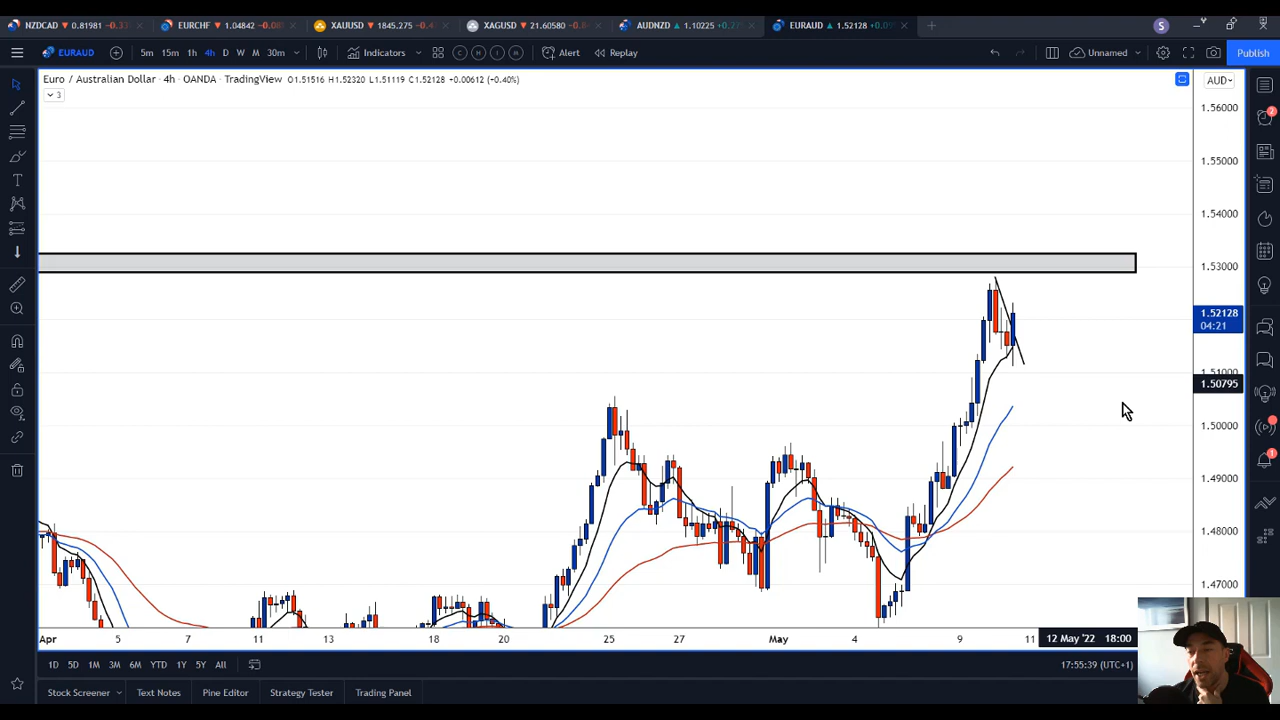 NZDCAD 0.81981 EURCHF 1.04842 XAUUSD 1845.275 XAGUSD 21.60580 AUDNZD 1.10225 EURAUD 1.52128
EURAUD 5m 15m 1h 4h D W M 30m Indicators Alert Replay Unnamed Publish
Euro / Australian Dollar · 4h · OANDA · TradingView O1.51516 H1.52320 L1.51119 C1.52128 +0.00612 (+0.40%) AUD
3
1.56000
1.55000
1.54000
1.53000
1.52128
04:21
1.51000
1.50795
1.50000
1.49000
1.48000
1.47000
Apr 5 7 11 13 18 20 25 27 May 4 9 11 12 May '22 18:00
1D 5D 1M 3M 6M YTD 1Y 5Y All 17:55:39 (UTC+1)
Stock Screener Text Notes Pine Editor Strategy Tester Trading Panel